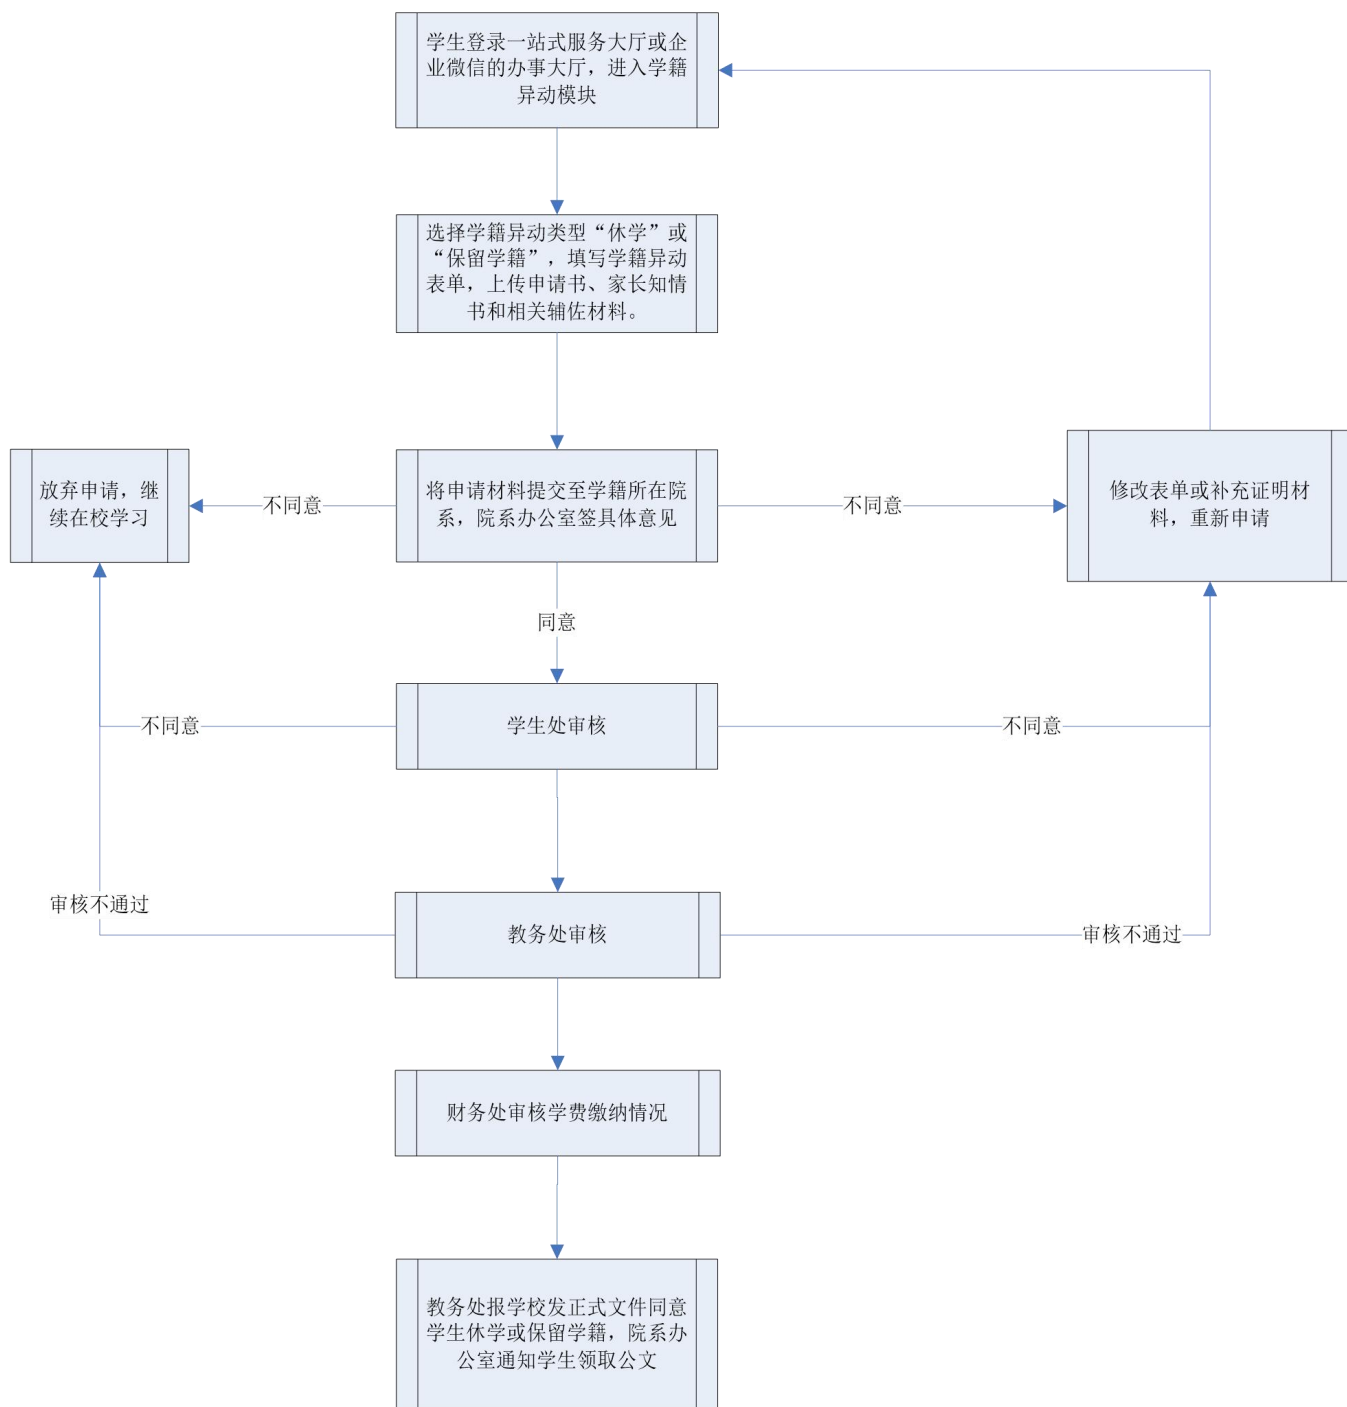 学生登录一站式服务大厅或企
业微信的办事大厅，进入学籍
异动模块
选择学籍异动类型“休学”或
“保留学籍”，填写学籍异动
表单，上传申请书、家长知情
书和相关辅佐材料。
放弃申请，继
续在校学习
不同意
将申请材料提交至学籍所在院
系，院系办公室签具体意见
不同意
修改表单或补充证明材
料，重新申请
同意
不同意
学生处审核
不同意
审核不通过
教务处审核
审核不通过
财务处审核学费缴纳情况
教务处报学校发正式文件同意
学生休学或保留学籍，院系办
公室通知学生领取公文